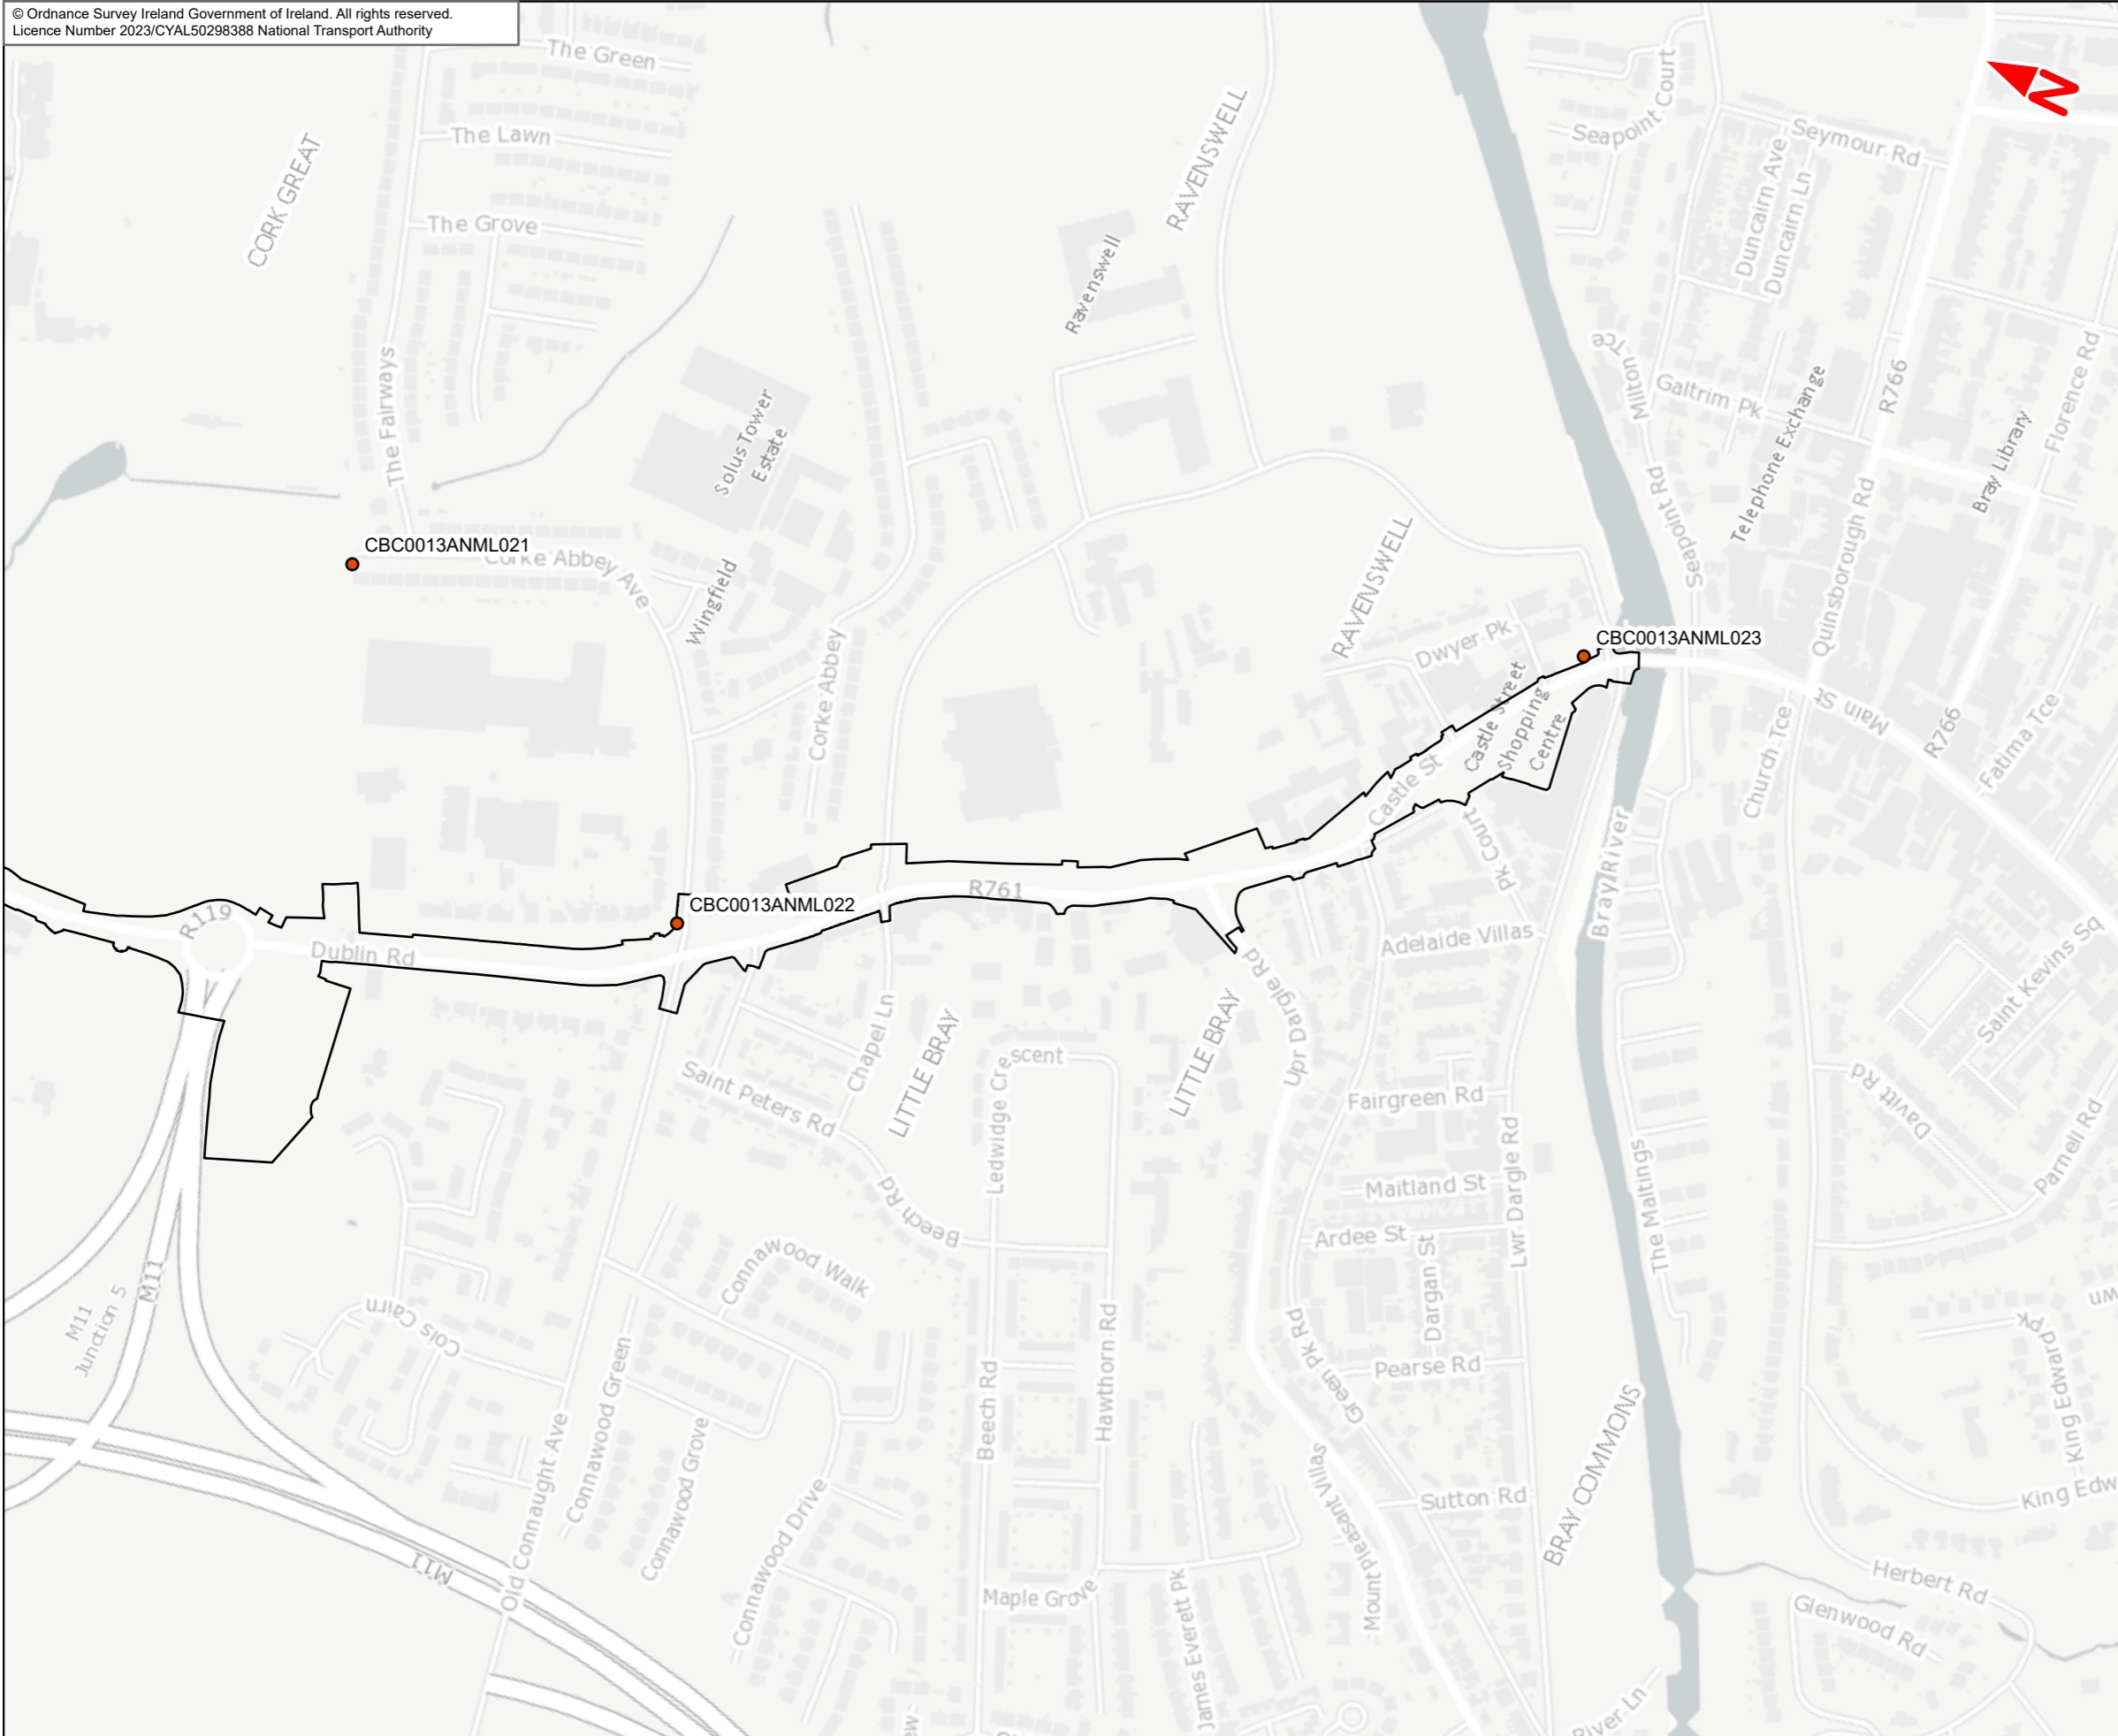 © Ordnance Survey Ireland Government of Ireland. All rights reserved.
Licence Number 2023/CYAL50298388 National Transport Authority
N
The Green
The Lawn
The Grove
CORK GREAT
The Fairways
RAVENSWELL
Ravenswell
Seapoint Court
Seymour Rd
Duncairn Ave
Duncairn Ln
Milton Tce
Galtrim Pk
R766
Florence Rd
Telephone Exchange
Bray Library
Solus Tower
Estate
Seapoint Rd
Quinsborough Rd
CBC0013ANML021
Corke Abbey Ave
Wingfield
RAVENSWELL
Dwyer Pk
CBC0013ANML023
Corke Abbey
Castle Street
Shopping
Centre
Castle St
Main St
R766
Church Tce
Fatima Tce
Pk Court
Bray River
R761
CBC0013ANML022
R119
Dublin Rd
Adelaide Villas
Upr Dargle Rd
Saint Kevins Sq
Chapel Ln
LITTLE BRAY
LITTLE BRAY
Saint Peters Rd
Ledwidge Crescent
Fairgreen Rd
Lwr Dargle Rd
Davitt Rd
Parnell Rd
Beech Rd
Maitland St
Ardee St
Dargan St
The Maltings
Connawood Walk
M11
M11
Junction 5
Cois Cairn
Connawood Green
Beech Rd
Hawthorn Rd
Green Pk Rd
Pearse Rd
King Edward Pk
wn
Old Connaught Ave
Connawood Grove
Connawood Drive
Mount pleasant Villas
Sutton Rd
BRAY COMMONS
King Edw
M11
Maple Grove
James Everett Pk
Herbert Rd
Glenwood Rd
River Ln
ew